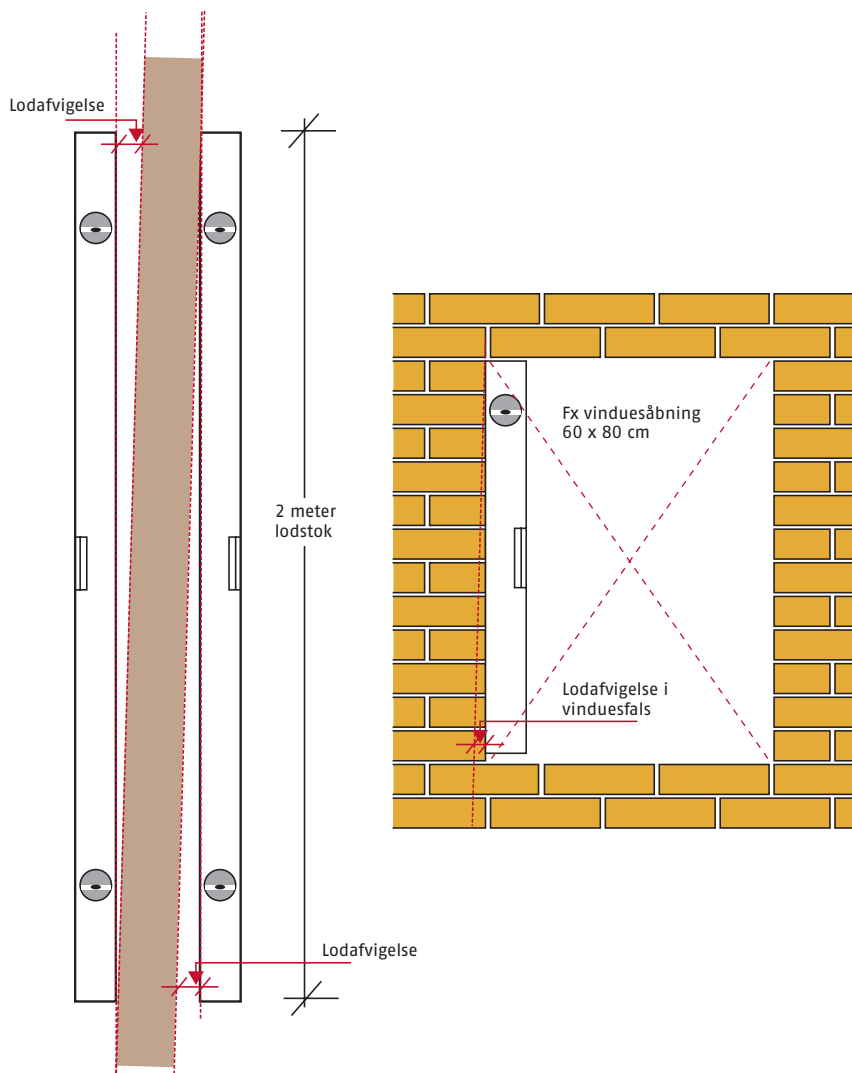 Lodafvigelse
2 meter
lodstok
Lodafvigelse
Fx vinduesåbning
60 x 80 cm
Lodafvigelse i
vinduesfals